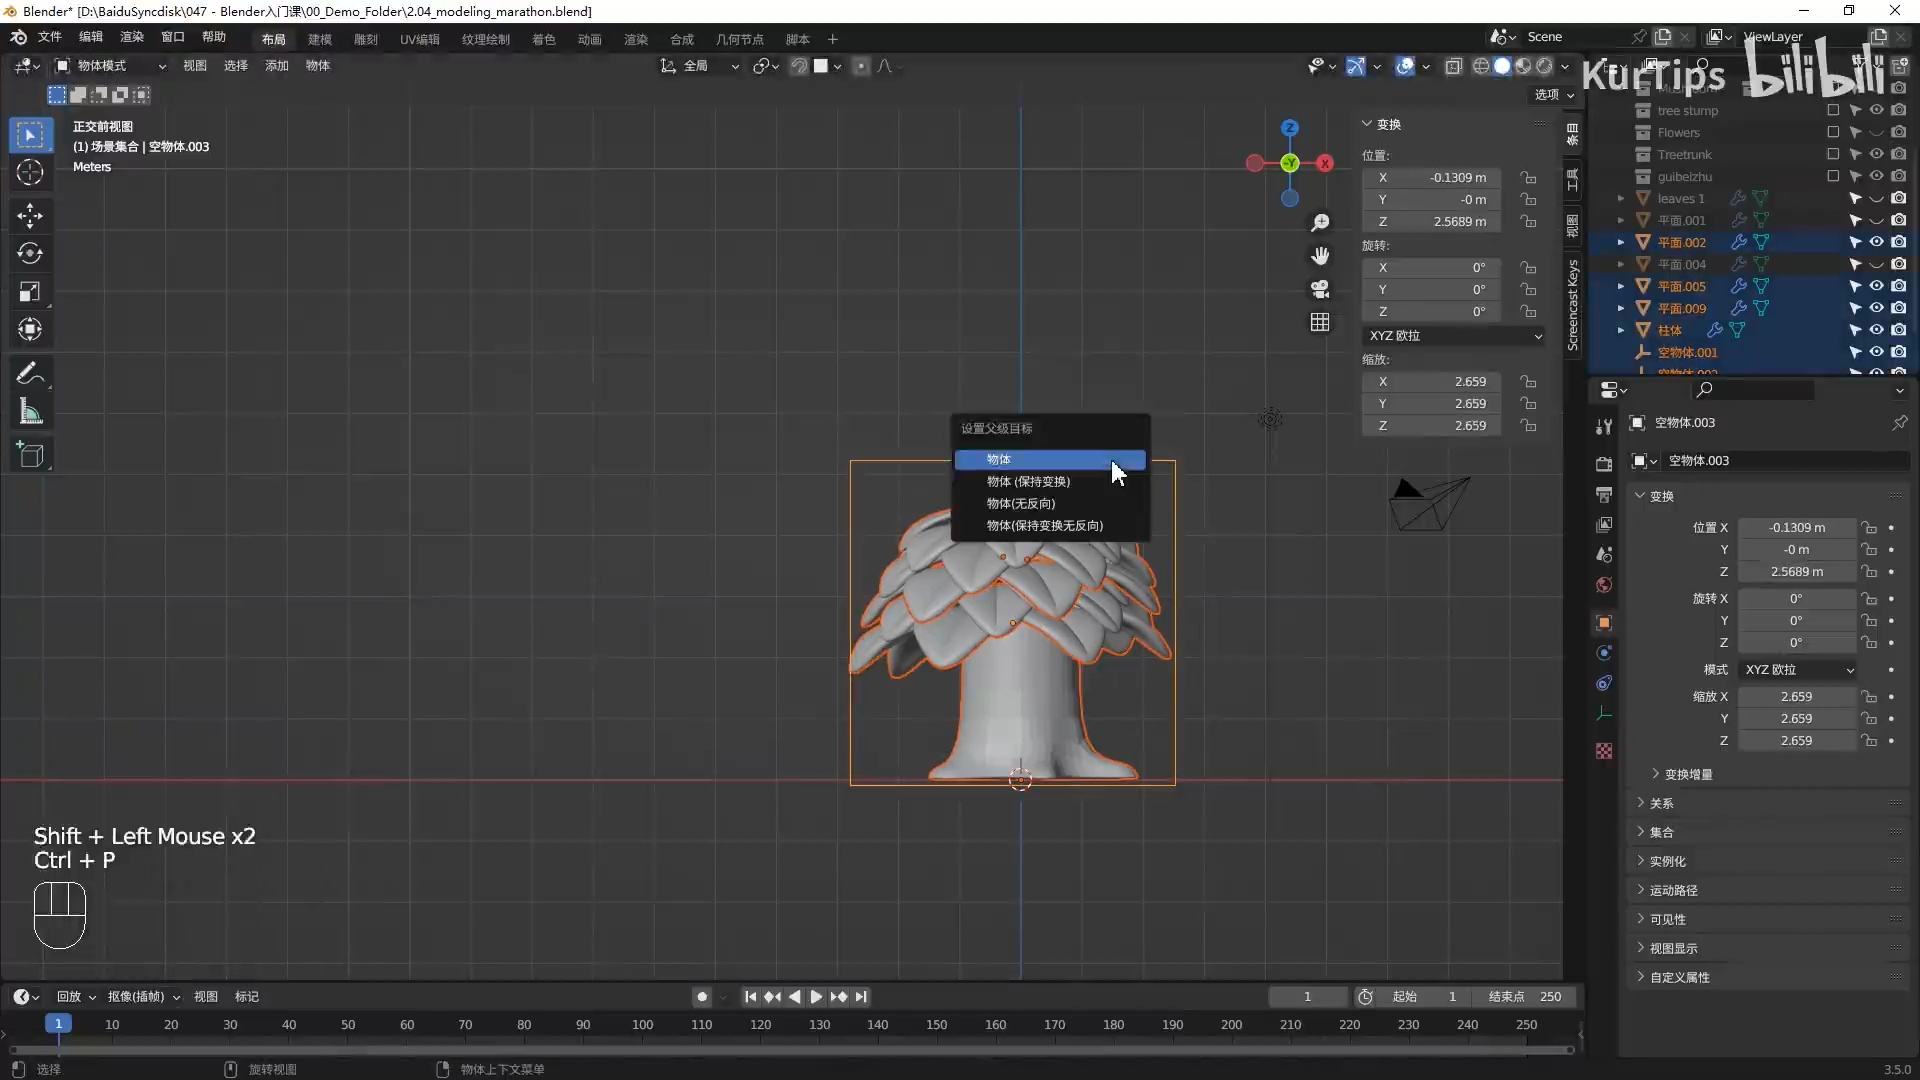 Blender* [D:\BaiduSyncdisk\047 - Blender入门课\00_Demo_Folder\2.04_modeling_marathon.blend]
文件 编辑 渲染 窗口 帮助 布局 建模 雕刻 UV编辑 纹理绘制 着色 动画 渲染 合成 几何节点 脚本 + Scene ViewLayer
物体模式 视图 选择 添加 物体 全局
KurTips bilibili
选项
正交前视图
(1) 场景集合 | 空物体.003
Meters
变换
位置:
X -0.1309 m
Y -0 m
Z 2.5689 m
旋转:
X 0°
Y 0°
Z 0°
XYZ 欧拉
缩放:
X 2.659
Y 2.659
Z 2.659
条目
工具
视图
Screencast Keys
Z
-Y
X
tree stump
Flowers
Treetrunk
guibeizhu
leaves 1
平面.001
平面.002
平面.004
平面.005
平面.009
柱体
空物体.001
空物体.003
空物体.003
变换
位置 X -0.1309 m
Y -0 m
Z 2.5689 m
旋转 X 0°
Y 0°
Z 0°
模式 XYZ 欧拉
缩放 X 2.659
Y 2.659
Z 2.659
变换增量
关系
集合
实例化
运动路径
可见性
视图显示
自定义属性
设置父级目标
物体
物体 (保持变换)
物体(无反向)
物体(保持变换无反向)
Shift + Left Mouse x2
Ctrl + P
回放 抠像(插帧) 视图 标记 1 起始 1 结束点 250
1 10 20 30 40 50 60 70 80 90 100 110 120 130 140 150 160 170 180 190 200 210 220 230 240 250
选择 旋转视图 物体上下文菜单 3.5.0